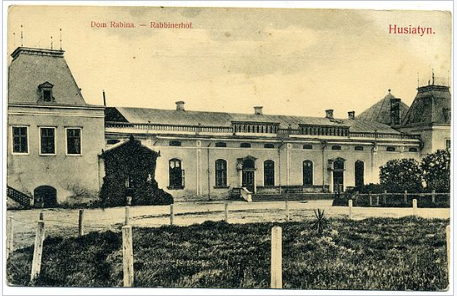 Dom Rabina. — Rabbinerhof.
Husiatyn.